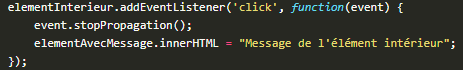 elementInterieur.addEventListener('click', function(event) {
    event.stopPropagation();
    elementAvecMessage.innerHTML = "Message de l'élément intérieur";
});